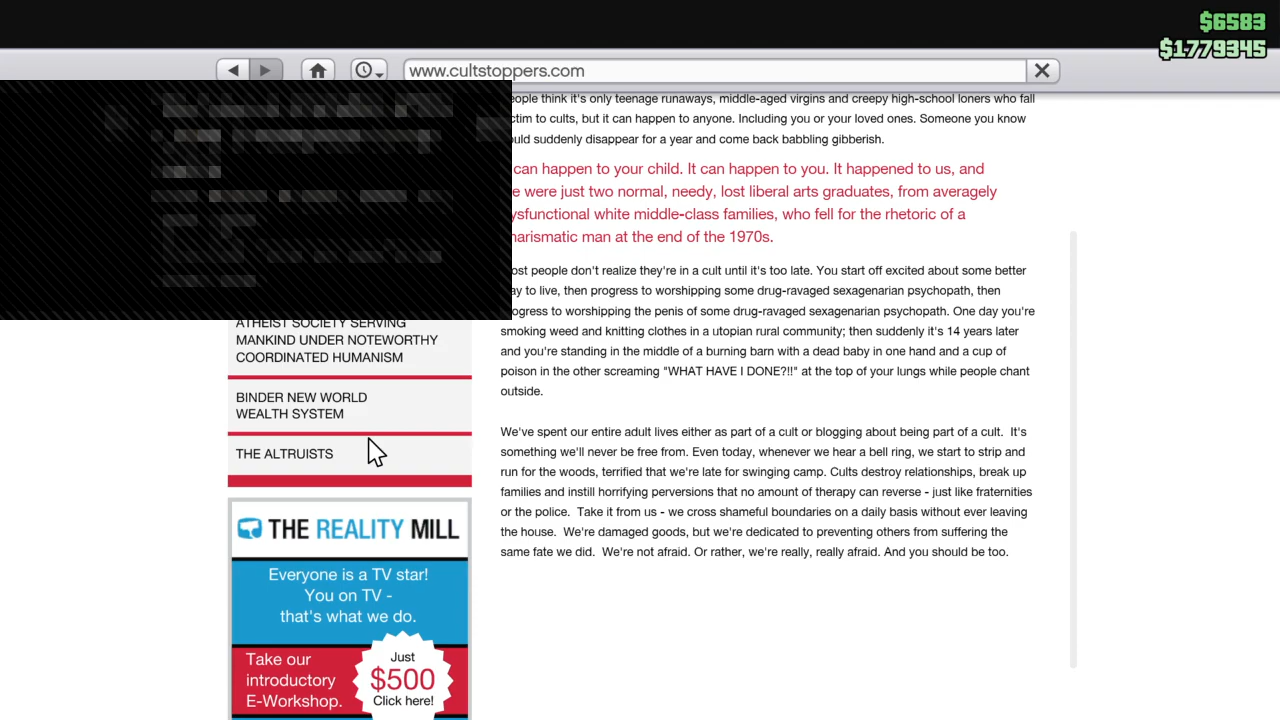 $6583
$1779345
www.cultstoppers.com
people think it's only teenage runaways, middle-aged virgins and creepy high-school loners who fall
victim to cults, but it can happen to anyone. Including you or your loved ones. Someone you know
could suddenly disappear for a year and come back babbling gibberish.
can happen to your child. It can happen to you. It happened to us, and
we were just two normal, needy, lost liberal arts graduates, from averagely
dysfunctional white middle-class families, who fell for the rhetoric of a
charismatic man at the end of the 1970s.
Most people don't realize they're in a cult until it's too late. You start off excited about some better
way to live, then progress to worshipping some drug-ravaged sexagenarian psychopath, then
progress to worshipping the penis of some drug-ravaged sexagenarian psychopath. One day you're
smoking weed and knitting clothes in a utopian rural community; then suddenly it's 14 years later
and you're standing in the middle of a burning barn with a dead baby in one hand and a cup of
poison in the other screaming "WHAT HAVE I DONE?!!" at the top of your lungs while people chant
outside.
We've spent our entire adult lives either as part of a cult or blogging about being part of a cult.  It's
something we'll never be free from. Even today, whenever we hear a bell ring, we start to strip and
run for the woods, terrified that we're late for swinging camp. Cults destroy relationships, break up
families and instill horrifying perversions that no amount of therapy can reverse - just like fraternities
or the police.  Take it from us - we cross shameful boundaries on a daily basis without ever leaving
the house.  We're damaged goods, but we're dedicated to preventing others from suffering the
same fate we did.  We're not afraid. Or rather, we're really, really afraid. And you should be too.
ATHEIST SOCIETY SERVING
MANKIND UNDER NOTEWORTHY
COORDINATED HUMANISM
BINDER NEW WORLD
WEALTH SYSTEM
THE ALTRUISTS
THE REALITY MILL
Everyone is a TV star!
You on TV -
that's what we do.
Take our
introductory
E-Workshop.
Just
$500
Click here!